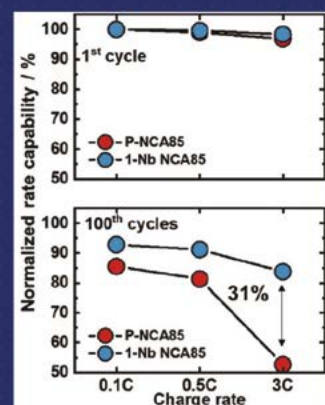 Normalized rate capability / %
100
90
80
70
60
50
1st cycle
P-NCA85
1-Nb NCA85
100
90
80
70
60
50
100th cycles
31%
P-NCA85
1-Nb NCA85
0.1C 0.5C 3C
Charge rate